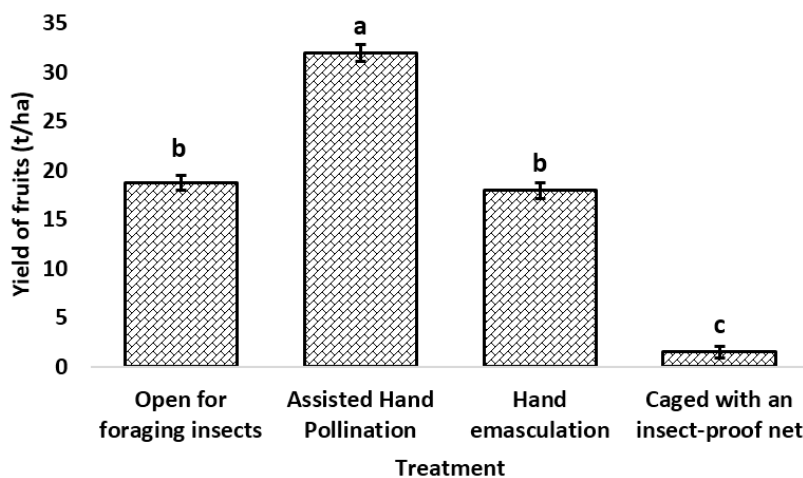 Yield of fruits (t/ha)
35
30
25
20
15
10
5
0
b
a
b
c
Open for
foraging insects
Assisted Hand
Pollination
Hand
emasculation
Caged with an
insect-proof net
Treatment